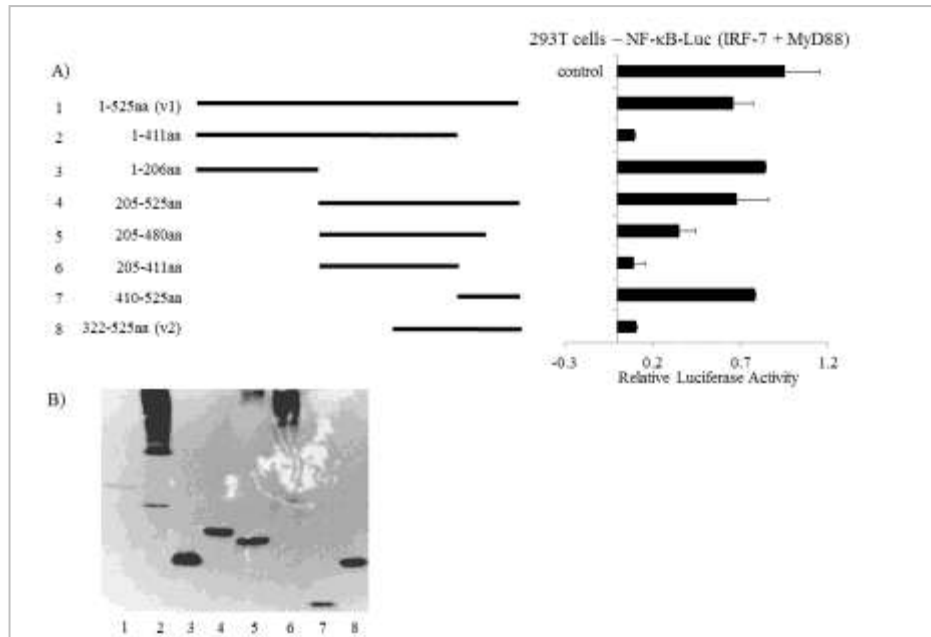 293T cells – NF-κB-Luc (IRF-7 + MyD88)
A)
control
1 1-525aa (v1)
2 1-411aa
3 1-206aa
4 205-525aa
5 205-480aa
6 205-411aa
7 410-525aa
8 322-525aa (v2)
-0.3 0.2 0.7 1.2
Relative Luciferase Activity
B)
1 2 3 4 5 6 7 8